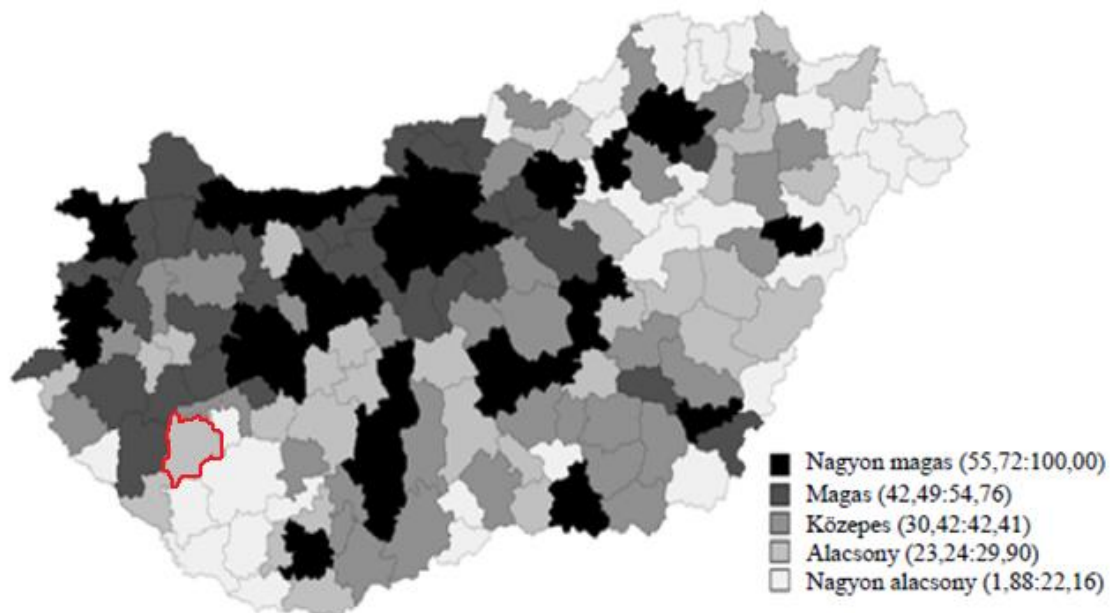 Nagyon magas (55,72:100,00)
Magas (42,49:54,76)
Közepes (30,42:42,41)
Alacsony (23,24:29,90)
Nagyon alacsony (1,88:22,16)